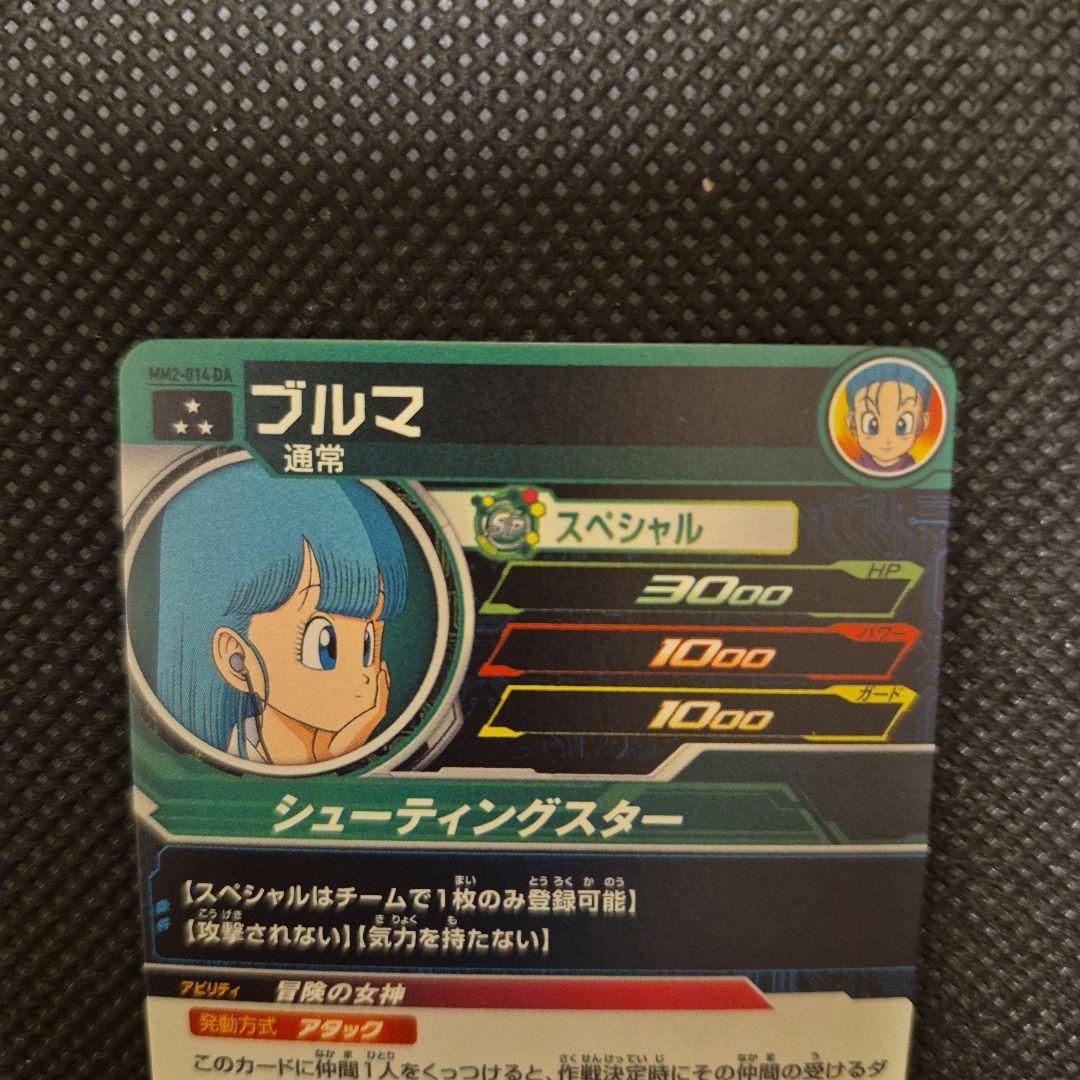 MM2-014 DA
ブルマ
通常
SP スペシャル
HP
3000
パワー
1000
ガード
1000
シューティングスター
条件
【スペシャルはチームで1枚のみ登録可能】
【攻撃されない】【気力を持たない】
アビリティ 冒険の女神
発動方式 アタック
このカードに仲間1人をくっつけると、作戦決定時にその仲間の受けるダ